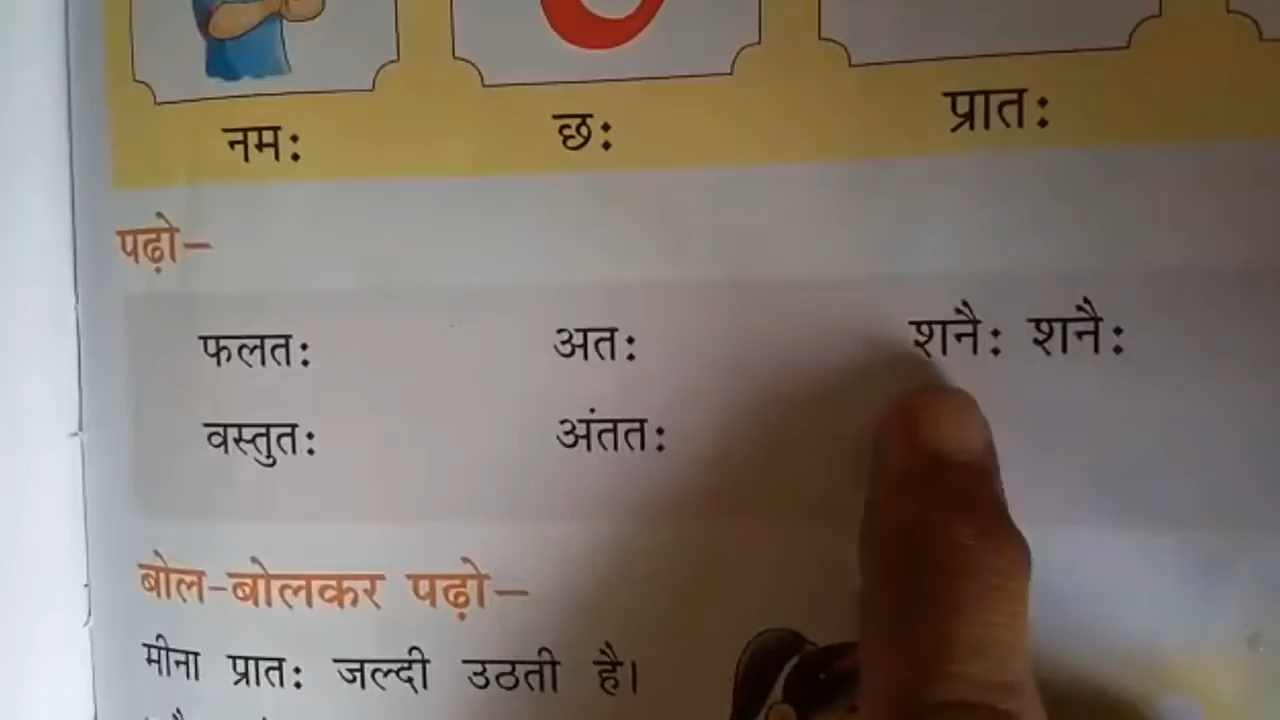 नमः छः प्रातः
पढ़ो–
फलतः अतः शनैः शनैः
वस्तुतः अंततः
बोल-बोलकर पढ़ो–
मीना प्रातः जल्दी उठती है।